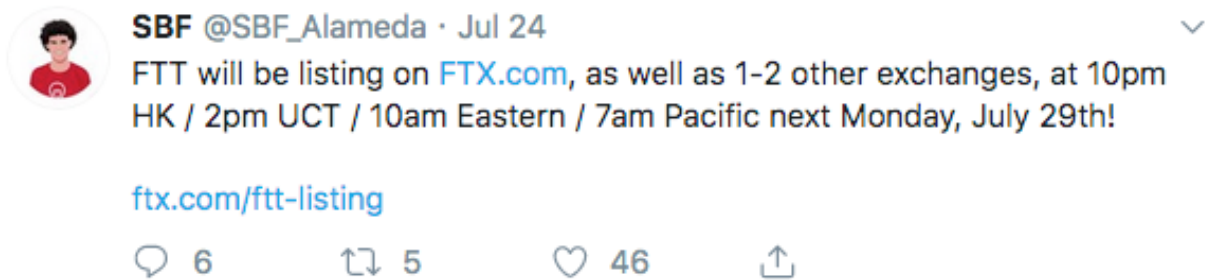 SBF @SBF_Alameda · Jul 24
FTT will be listing on FTX.com, as well as 1-2 other exchanges, at 10pm
HK / 2pm UCT / 10am Eastern / 7am Pacific next Monday, July 29th!
ftx.com/ftt-listing
6 5 46